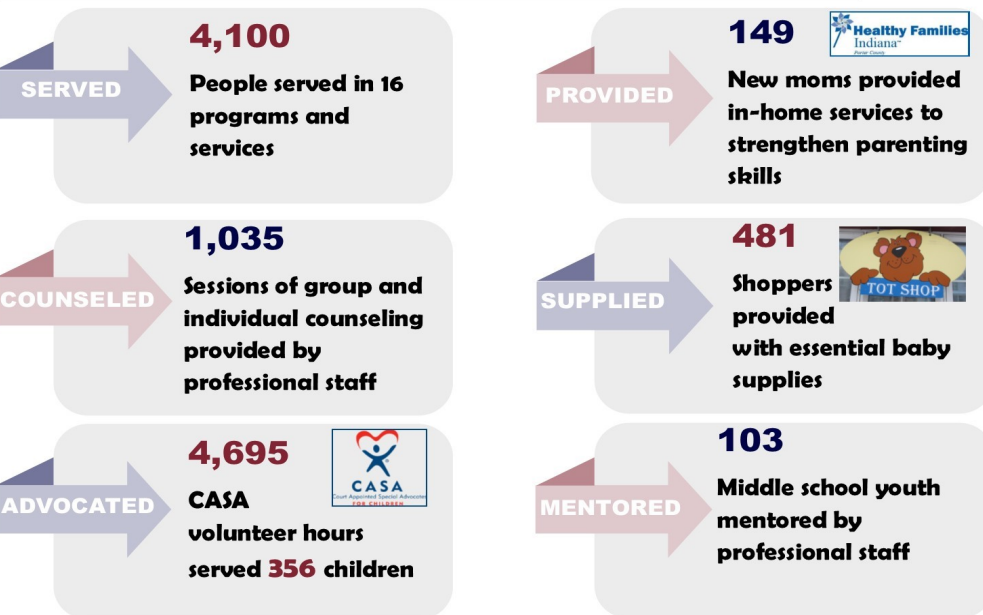 SERVED
4,100
People served in 16
programs and
services
PROVIDED
149
Healthy Families
Indiana™
Porter County
New moms provided
in-home services to
strengthen parenting
skills
COUNSELED
1,035
Sessions of group and
individual counseling
provided by
professional staff
SUPPLIED
481
TOT SHOP
Shoppers
provided
with essential baby
supplies
ADVOCATED
4,695
CASA
Court Appointed Special Advocates
FOR CHILDREN
CASA
volunteer hours
served 356 children
MENTORED
103
Middle school youth
mentored by
professional staff